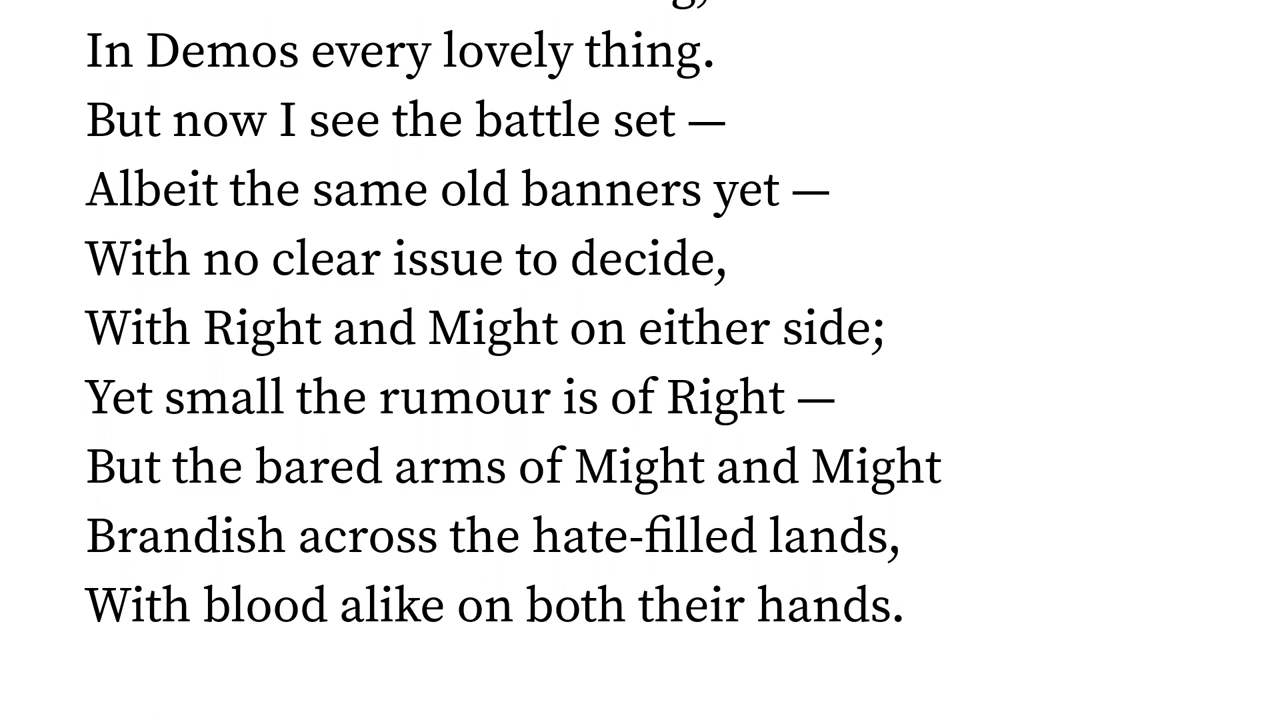 In Demos every lovely thing.
But now I see the battle set —
Albeit the same old banners yet —
With no clear issue to decide,
With Right and Might on either side;
Yet small the rumour is of Right —
But the bared arms of Might and Might
Brandish across the hate-filled lands,
With blood alike on both their hands.